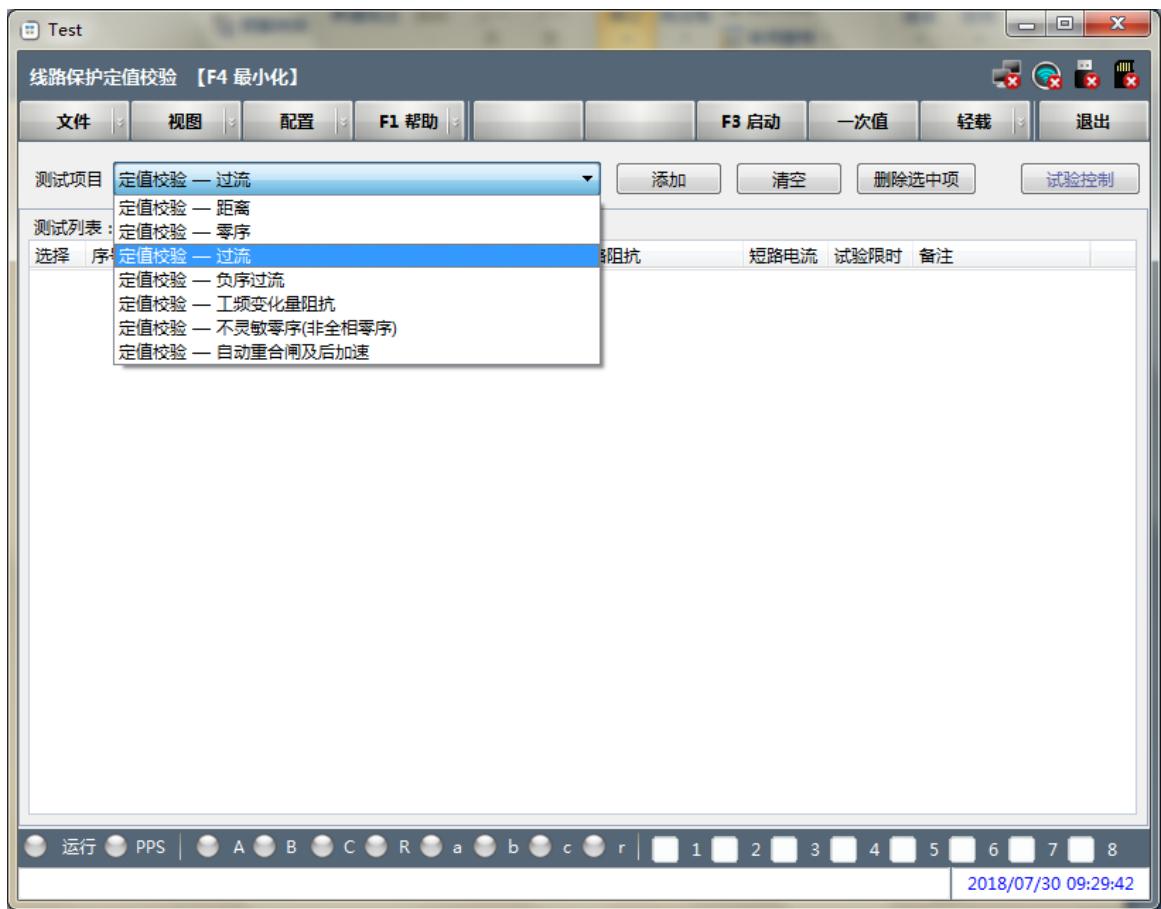 Test
线路保护定值校验 【F4 最小化】
文件 视图 配置 F1 帮助 F3 启动 一次值 轻载 退出
测试项目 定值校验 — 过流 添加 清空 删除选中项 试验控制
定值校验 — 距离
测试列表: 定值校验 — 零序
选择 定值校验 — 过流 阻抗 短路电流 试验限时 备注
定值校验 — 负序过流
定值校验 — 工频变化量阻抗
定值校验 — 不灵敏零序(非全相零序)
定值校验 — 自动重合闸及后加速
运行 PPS A B C R a b c r 1 2 3 4 5 6 7 8
2018/07/30 09:29:42